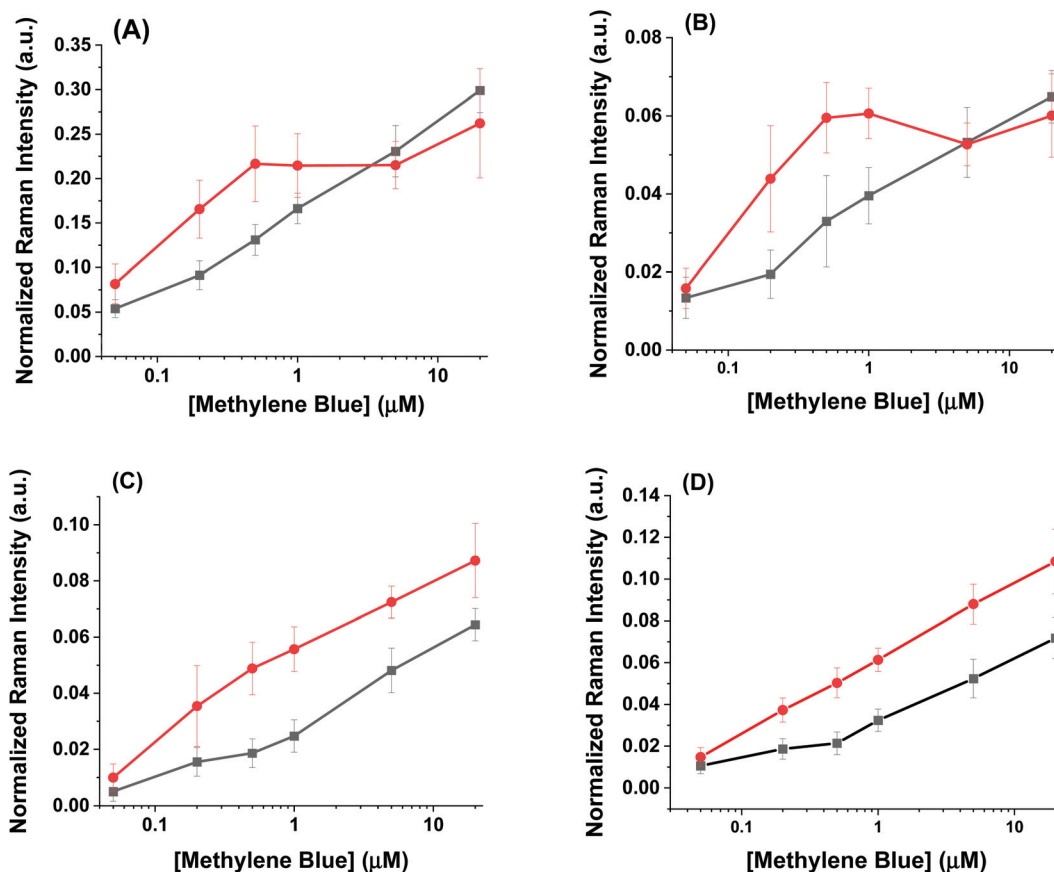 (A)
Normalized Raman Intensity (a.u.)
0.35
0.30
0.25
0.20
0.15
0.10
0.05
0.00
0.1 1 10
[Methylene Blue] (μM)
(B)
Normalized Raman Intensity (a.u.)
0.08
0.06
0.04
0.02
0.00
0.1 1 10
[Methylene Blue] (μM)
(C)
Normalized Raman Intensity (a.u.)
0.10
0.08
0.06
0.04
0.02
0.00
0.1 1 10
[Methylene Blue] (μM)
(D)
Normalized Raman Intensity (a.u.)
0.14
0.12
0.10
0.08
0.06
0.04
0.02
0.00
0.1 1 10
[Methylene Blue] (μM)